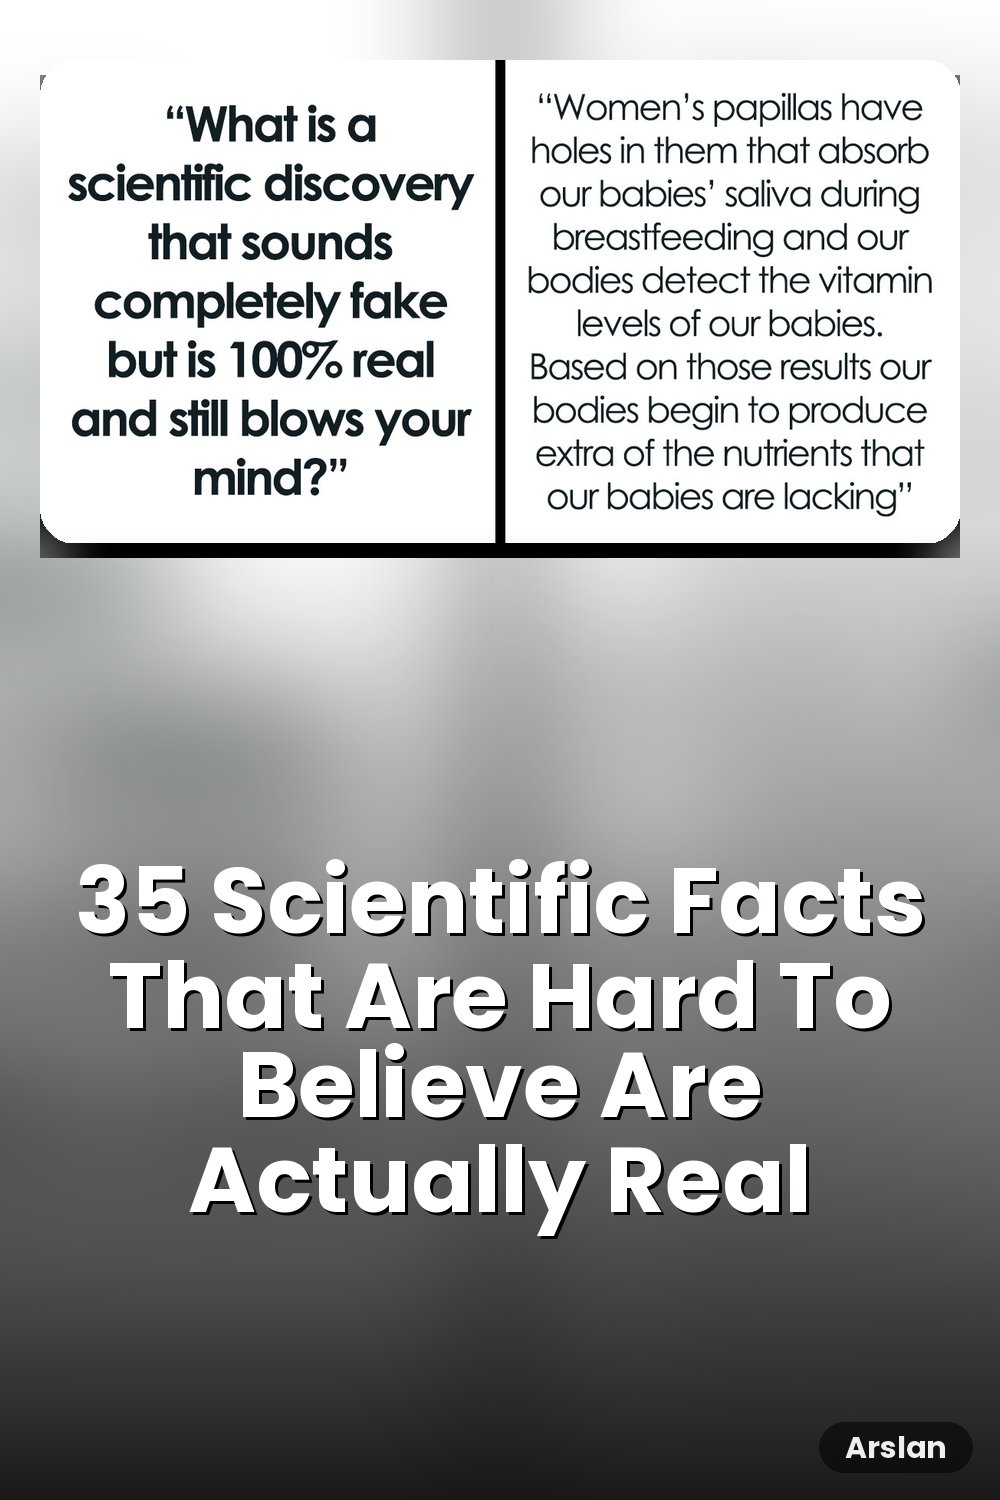 “What is a
scientific discovery
that sounds
completely fake
but is 100% real
and still blows your
mind?”
“Women’s papillas have
holes in them that absorb
our babies’ saliva during
breastfeeding and our
bodies detect the vitamin
levels of our babies.
Based on those results our
bodies begin to produce
extra of the nutrients that
our babies are lacking”
35 Scientific Facts
That Are Hard To
Believe Are
Actually Real
Arslan